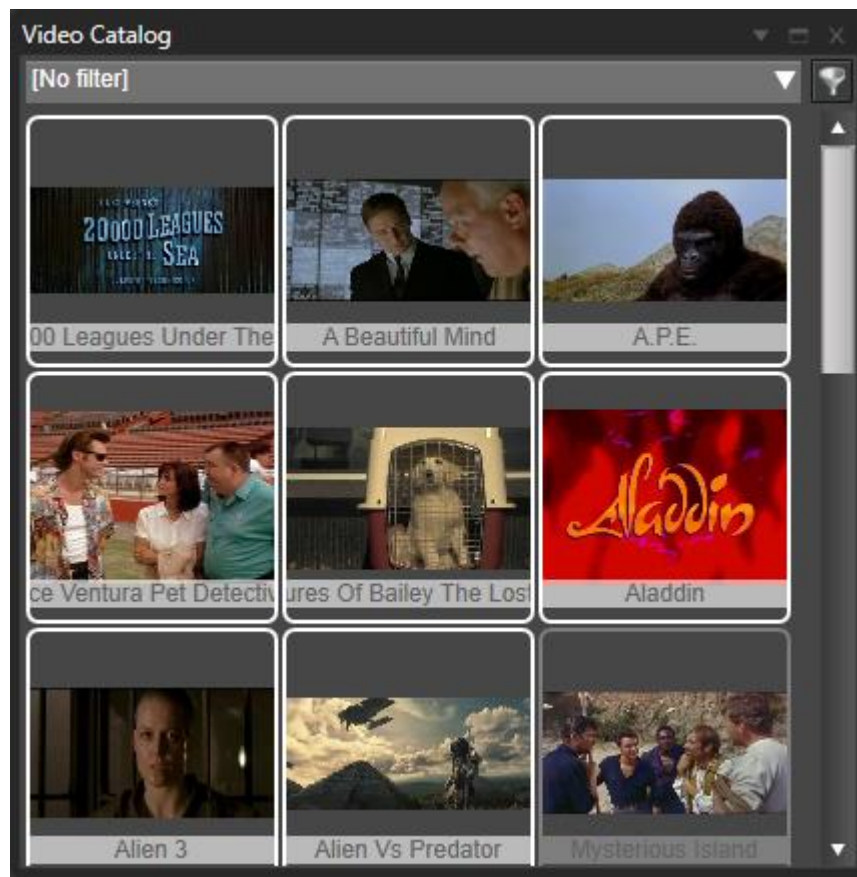 Video Catalog
[No filter]
20000 LEAGUES
SEA
00 Leagues Under The
A Beautiful Mind
A.P.E.
ce Ventura Pet Detectiv
ures Of Bailey The Lost
Aladdin
Aladdin
Alien 3
Alien Vs Predator
Mysterious Island